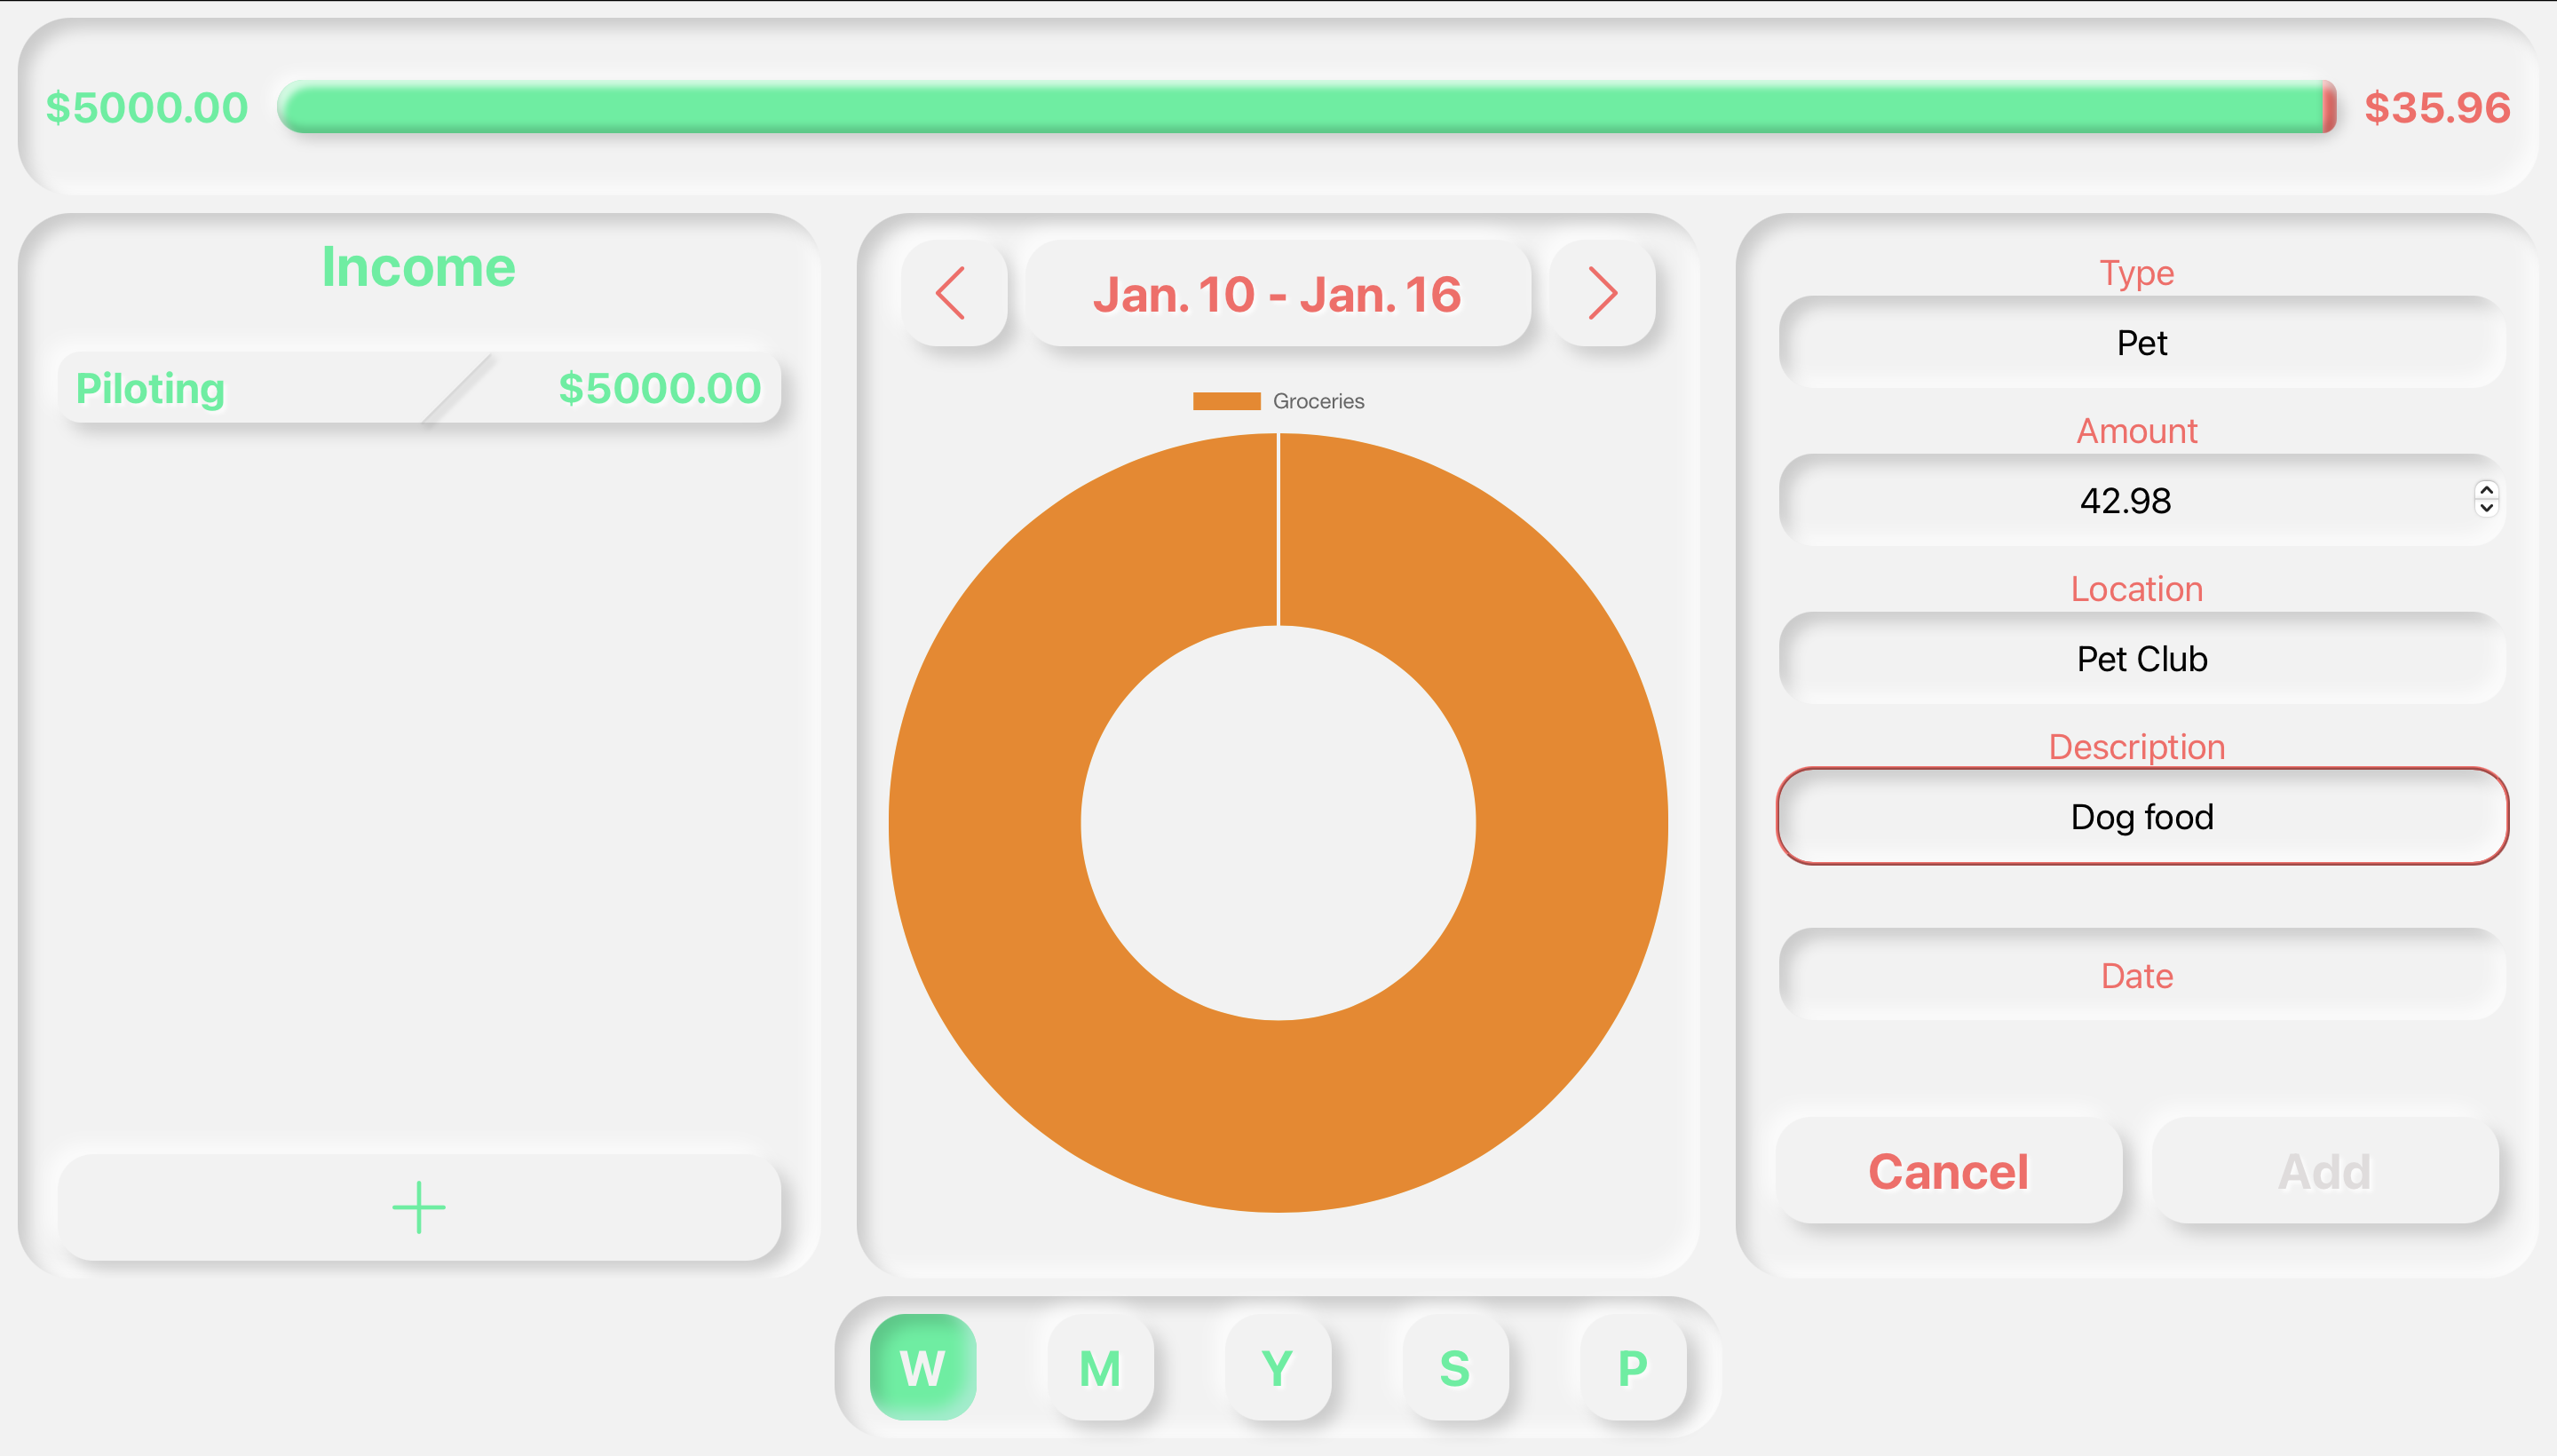 $5000.00
$35.96
Income
Piloting
$5000.00
Jan. 10 - Jan. 16
Groceries
Type
Pet
Amount
42.98
Location
Pet Club
Description
Dog food
Date
Cancel
Add
W
M
Y
S
P